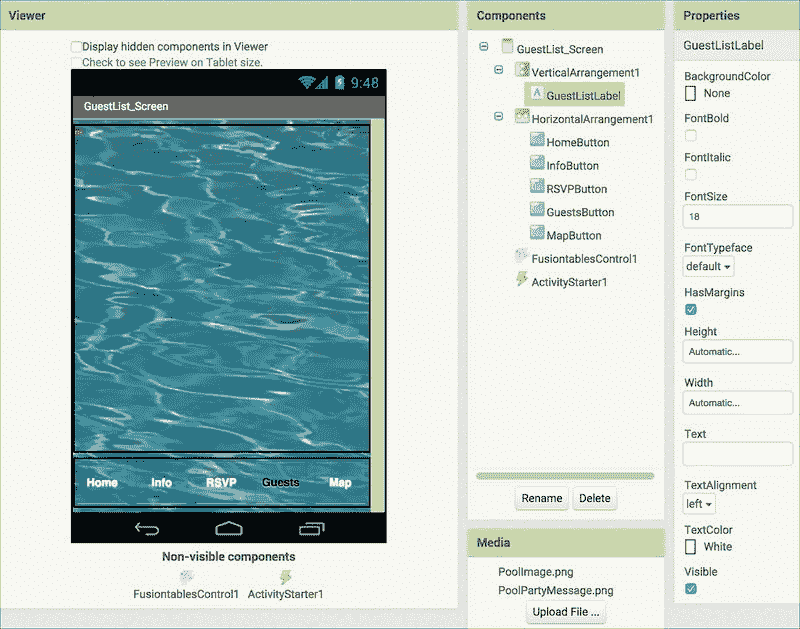 Viewer
Display hidden components in Viewer
Check to see Preview on Tablet size.
9:48
GuestList_Screen
Home Info RSVP Guests Map
Non-visible components
FusiontablesControl1 ActivityStarter1
Components
GuestList_Screen
VerticalArrangement1
A GuestListLabel
HorizontalArrangement1
HomeButton
InfoButton
RSVPButton
GuestsButton
MapButton
FusiontablesControl1
ActivityStarter1
Rename Delete
Media
PoolImage.png
PoolPartyMessage.png
Upload File ...
Properties
GuestListLabel
BackgroundColor
None
FontBold
FontItalic
FontSize
18
FontTypeface
default
HasMargins
Height
Automatic...
Width
Automatic...
Text
TextAlignment
left
TextColor
White
Visible